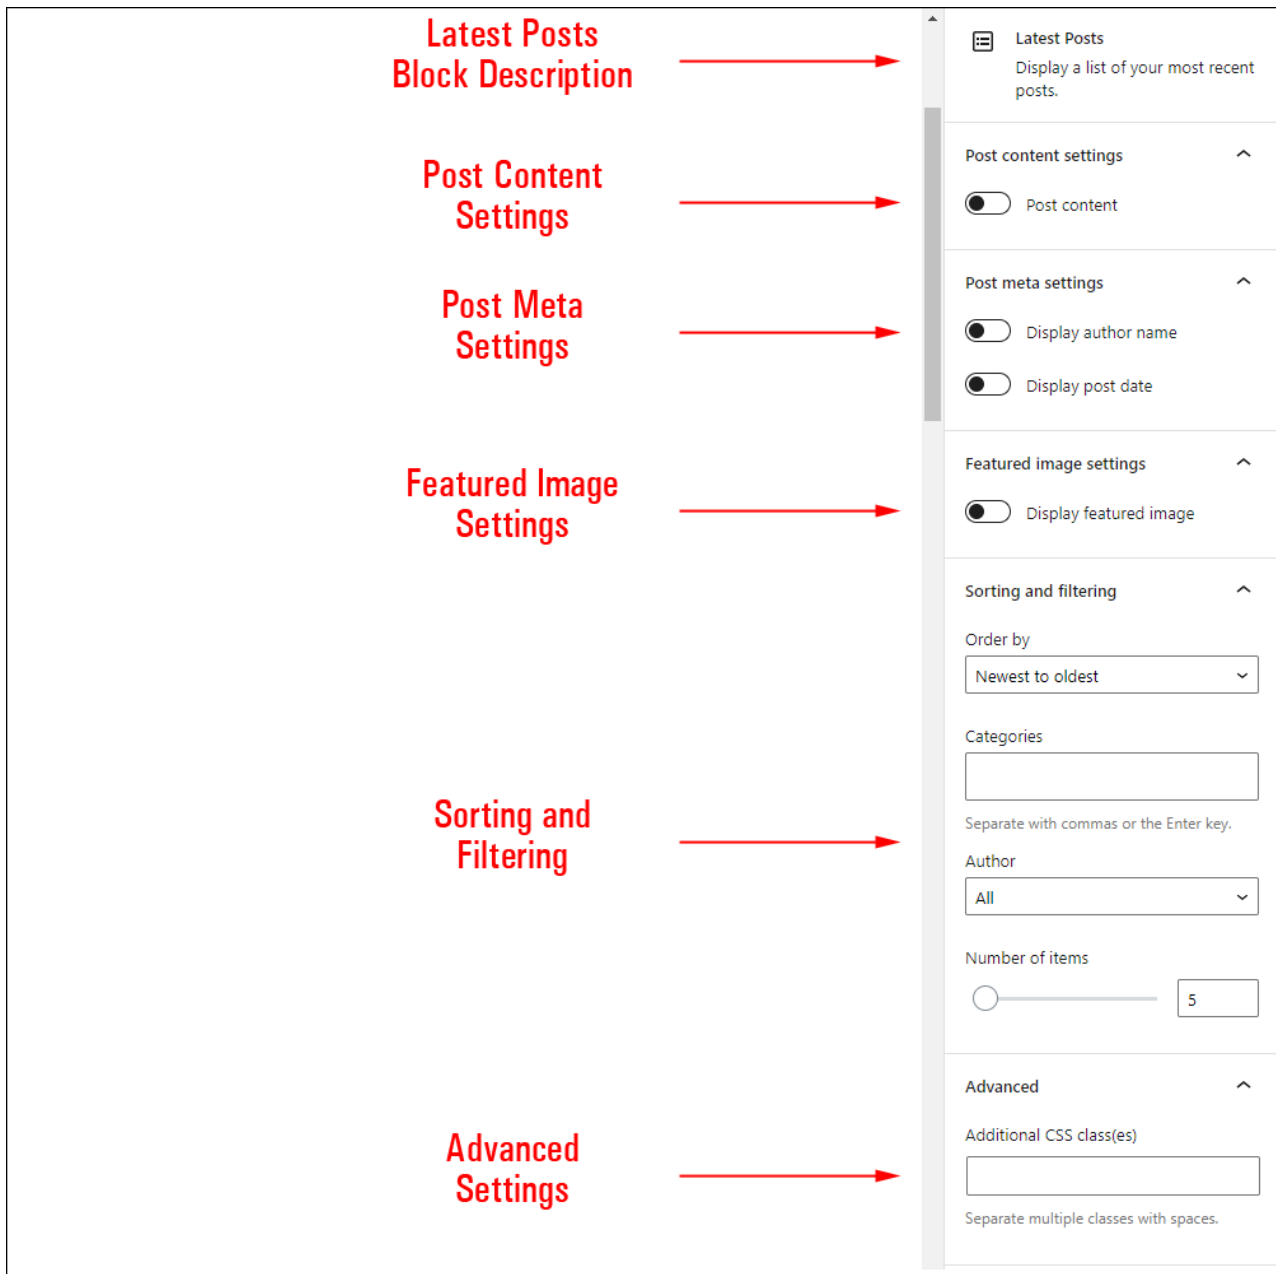 Latest Posts
Block Description
Latest Posts
Display a list of your most recent
posts.
Post Content
Settings
Post content settings
Post content
Post Meta
Settings
Post meta settings
Display author name
Display post date
Featured Image
Settings
Featured image settings
Display featured image
Sorting and
Filtering
Sorting and filtering
Order by
Newest to oldest
Categories
Separate with commas or the Enter key.
Author
All
Number of items
5
Advanced
Settings
Advanced
Additional CSS class(es)
Separate multiple classes with spaces.